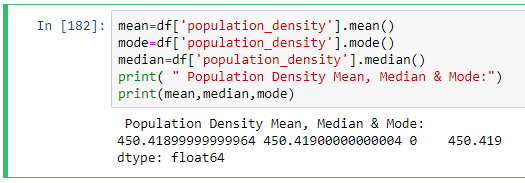 In [182]: mean=df['population_density'].mean()
mode=df['population_density'].mode()
median=df['population_density'].median()
print( " Population Density Mean, Median & Mode:")
print(mean,median,mode)
Population Density Mean, Median & Mode:
450.41899999999964 450.41900000000004 0    450.419
dtype: float64